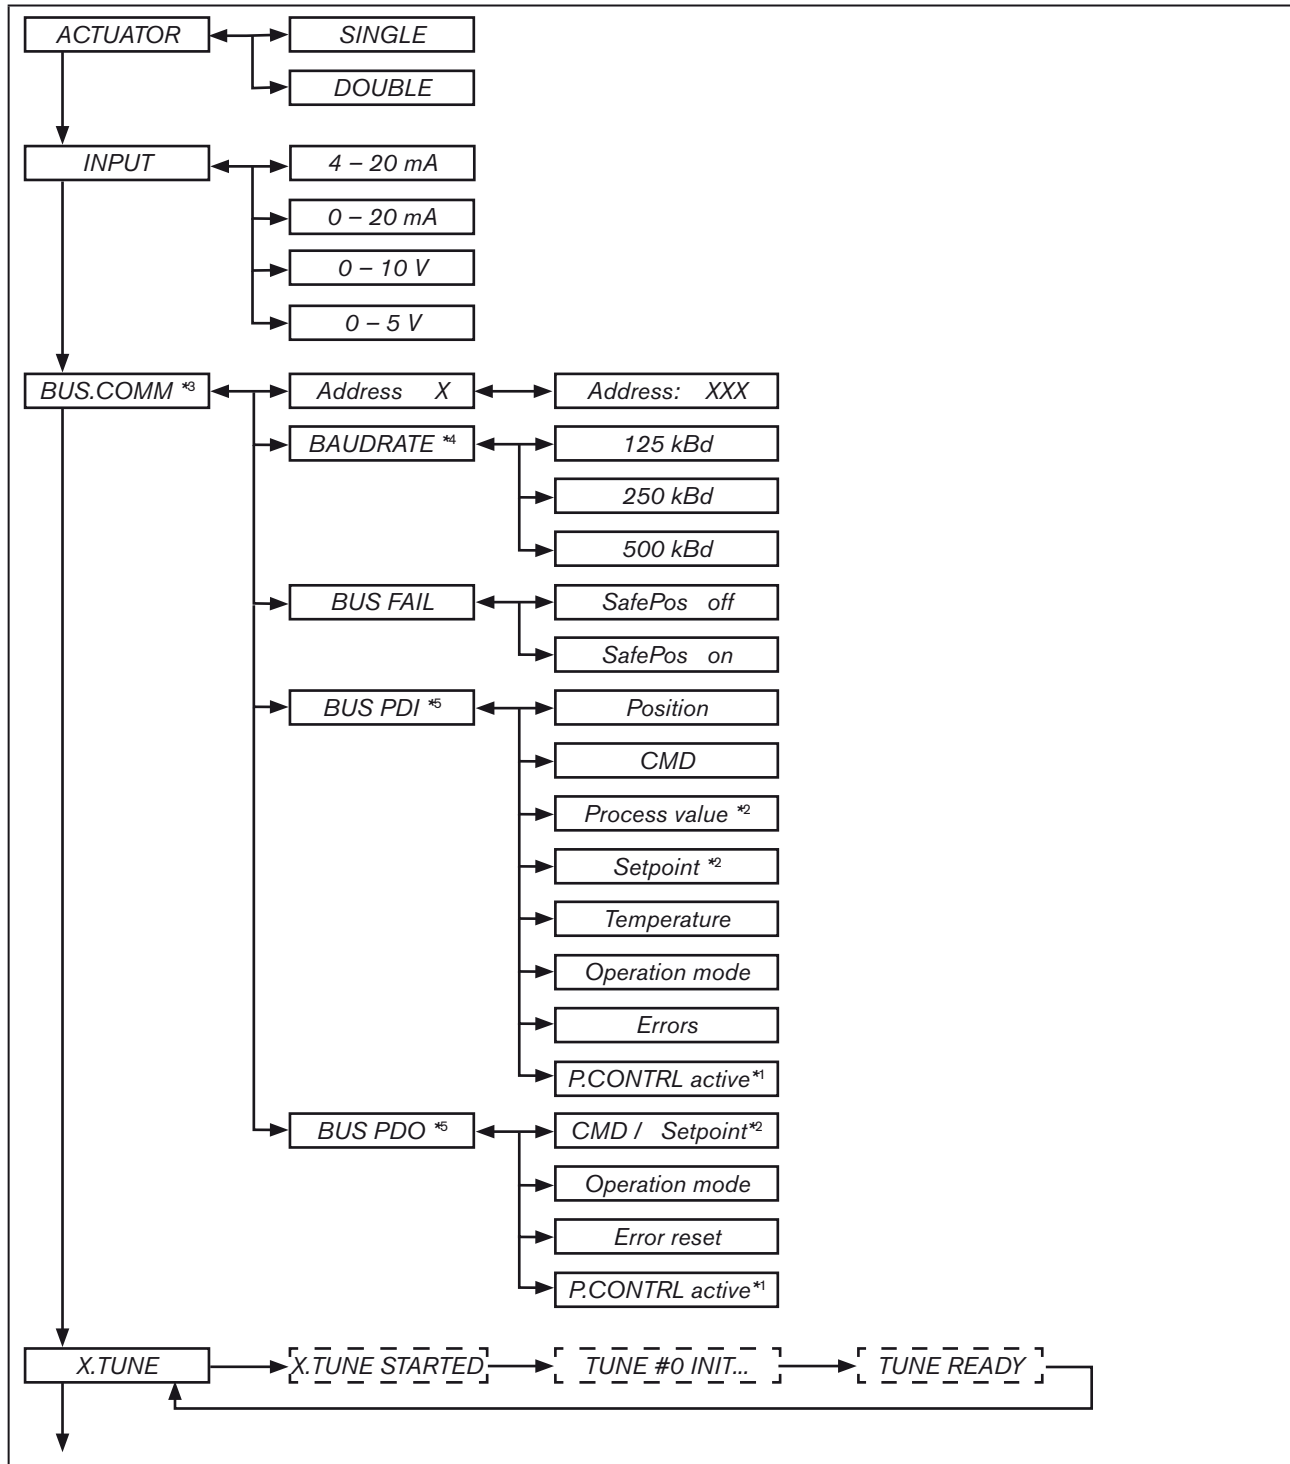 ACTUATOR SINGLE
DOUBLE
INPUT 4 – 20 mA
0 – 20 mA
0 – 10 V
0 – 5 V
BUS.COMM *3 Address X Address: XXX
BAUDRATE *4 125 kBd
250 kBd
500 kBd
BUS FAIL SafePos off
SafePos on
BUS PDI *5 Position
CMD
Process value *2
Setpoint *2
Temperature
Operation mode
Errors
P.CONTRL active*1
BUS PDO *5 CMD / Setpoint*2
Operation mode
Error reset
P.CONTRL active*1
X.TUNE X.TUNE STARTED TUNE #0 INIT... TUNE READY